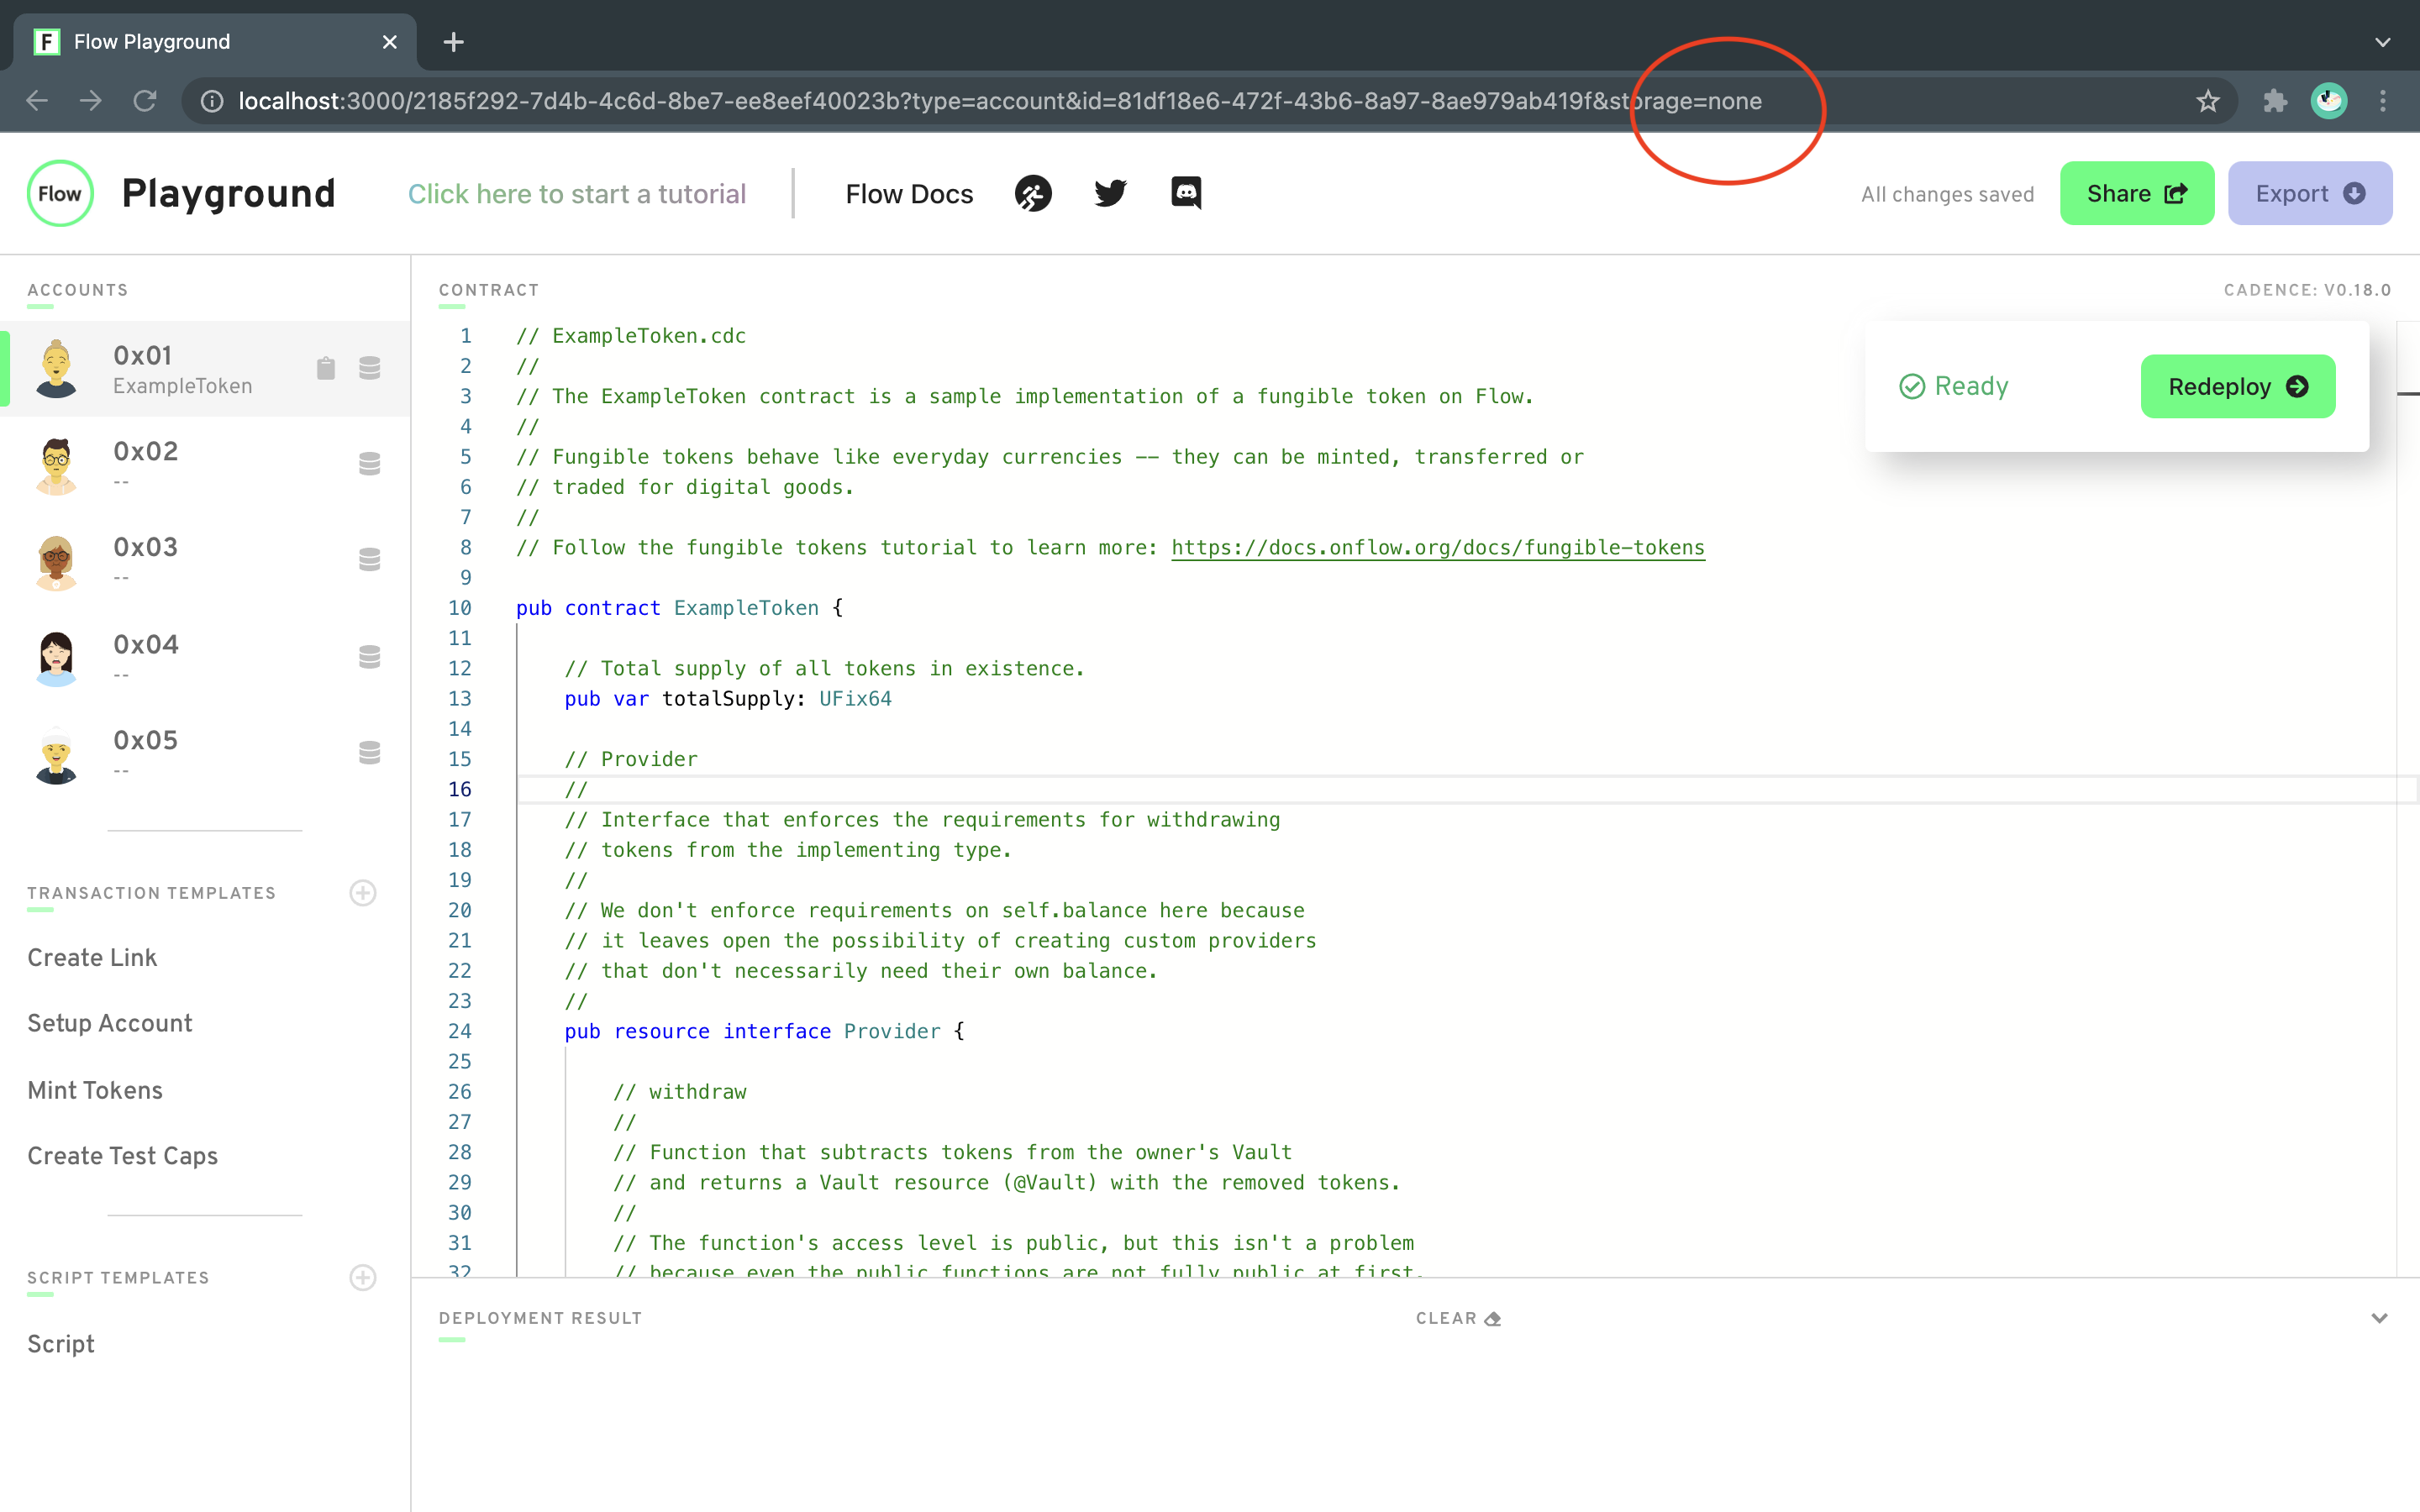 F Flow Playground
localhost:3000/2185f292-7d4b-4c6d-8be7-ee8eef40023b?type=account&id=81df18e6-472f-43b6-8a97-8ae979ab419f&storage=none
Flow Playground
Click here to start a tutorial
Flow Docs
All changes saved
Share
Export
ACCOUNTS
0x01
ExampleToken
0x02
--
0x03
--
0x04
--
0x05
--
TRANSACTION TEMPLATES
Create Link
Setup Account
Mint Tokens
Create Test Caps
SCRIPT TEMPLATES
Script
CONTRACT
CADENCE: V0.18.0
Ready
Redeploy
1 // ExampleToken.cdc
2 //
3 // The ExampleToken contract is a sample implementation of a fungible token on Flow.
4 //
5 // Fungible tokens behave like everyday currencies -- they can be minted, transferred or
6 // traded for digital goods.
7 //
8 // Follow the fungible tokens tutorial to learn more: https://docs.onflow.org/docs/fungible-tokens
9
10 pub contract ExampleToken {
11
12 // Total supply of all tokens in existence.
13 pub var totalSupply: UFix64
14
15 // Provider
16 //
17 // Interface that enforces the requirements for withdrawing
18 // tokens from the implementing type.
19 //
20 // We don't enforce requirements on self.balance here because
21 // it leaves open the possibility of creating custom providers
22 // that don't necessarily need their own balance.
23 //
24 pub resource interface Provider {
25
26 // withdraw
27 //
28 // Function that subtracts tokens from the owner's Vault
29 // and returns a Vault resource (@Vault) with the removed tokens.
30 //
31 // The function's access level is public, but this isn't a problem
32 // because even the public functions are not fully public at first.
DEPLOYMENT RESULT
CLEAR